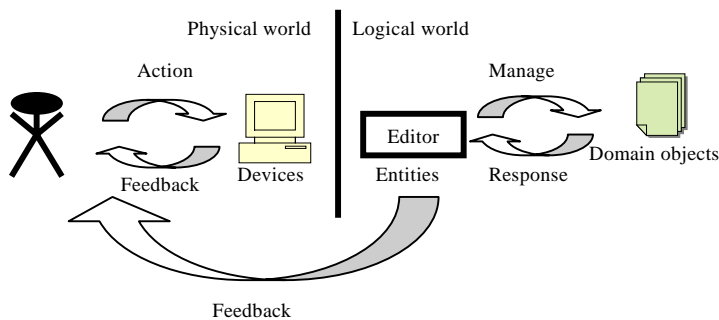 Physical world
Logical world
Action
Manage
Editor
Domain objects
Feedback
Devices
Entities
Response
Feedback